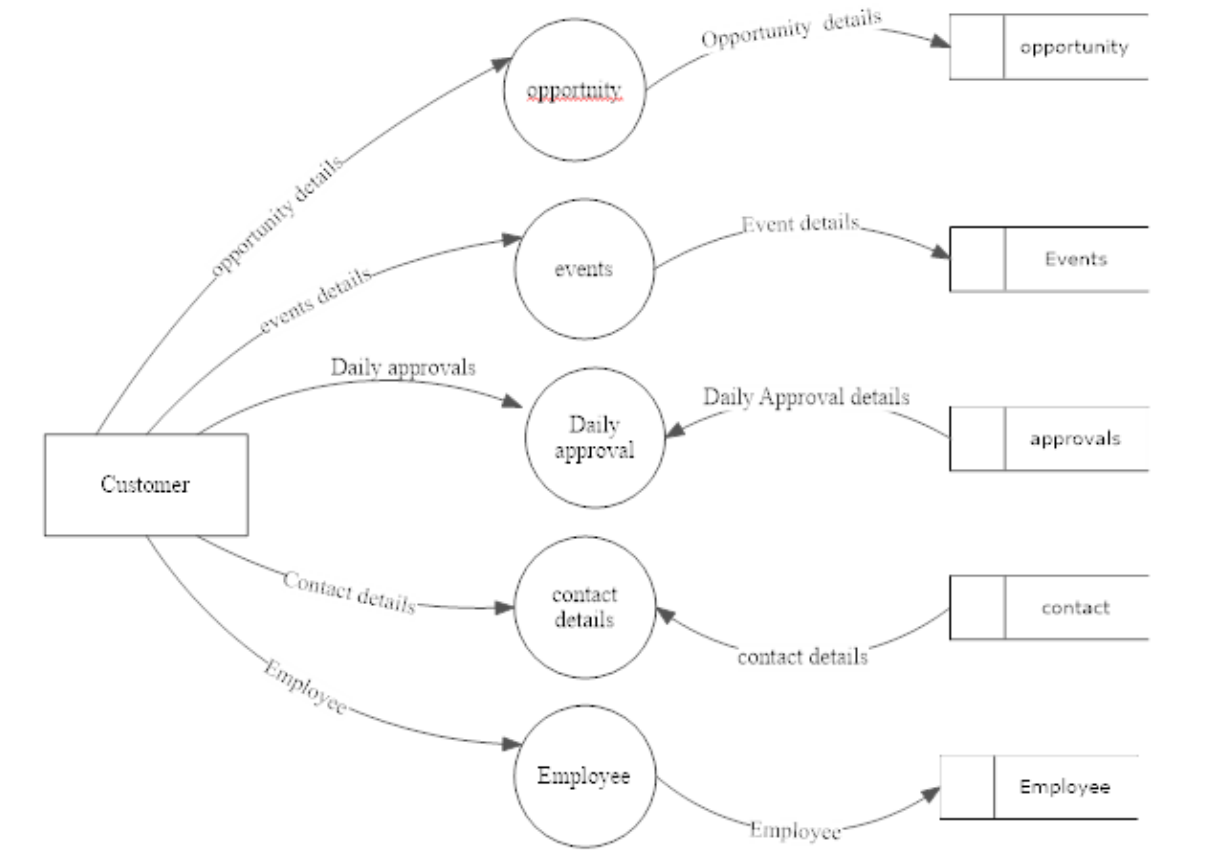 Opportunity details
opportunity
opportnity
opportunity details
Event details
Events
events
events details
Daily approvals
Daily Approval details
Daily
approval
approvals
Customer
Contact details
contact
details
contact
contact details
Employee
Employee
Employee
Employee